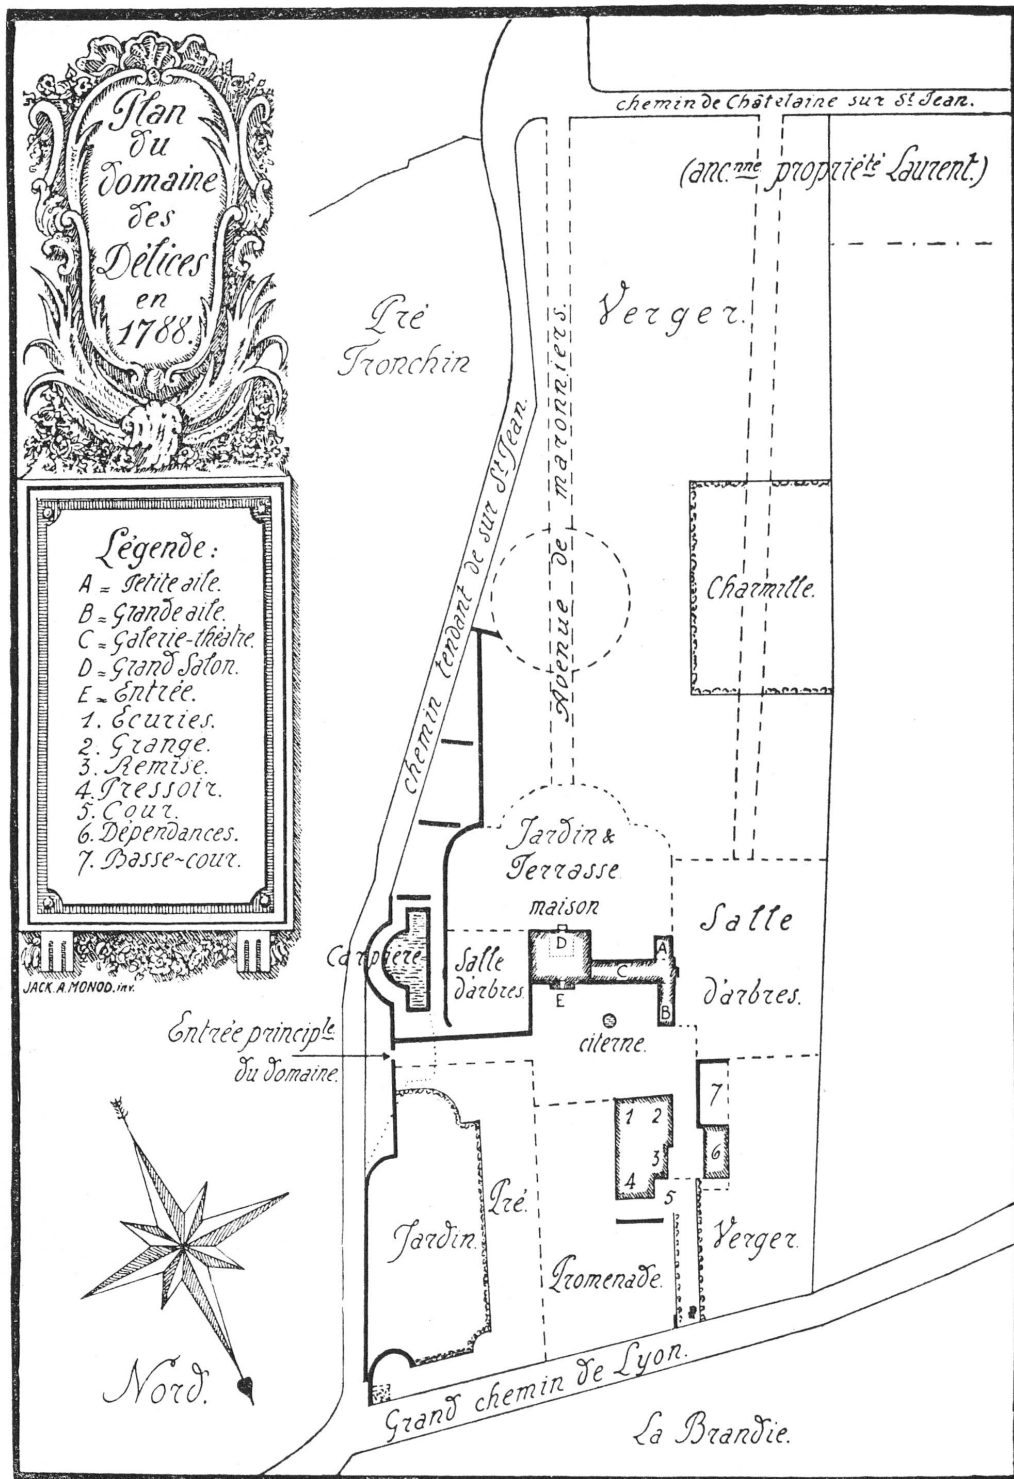 Plan
du
domaine
des
Délices
en
1788.
Légende:
A = Petite aile.
B = Grande aile.
C = Galerie-théâtre.
D = Grand Salon.
E = Entrée.
1. Ecuries.
2. Grange.
3. Remise.
4. Pressoir.
5. Cour.
6. Dépendances.
7. Basse-cour.
JACK.A.MONOD.inv.
chemin de Châtelaine sur St Jean.
(anc.nne propriété Laurent.)
Pré
Tronchin
Verger.
chemin tendant de sur St Jean.
Avenue de maronniers.
Charmille.
Jardin &
Terrasse.
maison
Salle
d'arbres.
Carpière
Salle
d'arbres.
D
E
C
A
B
citerne.
Entrée principle.
du domaine.
1
2
3
4
5
6
7
Jardin.
Pré.
Promenade.
Verger.
Grand chemin de Lyon.
La Brandie.
Nord.